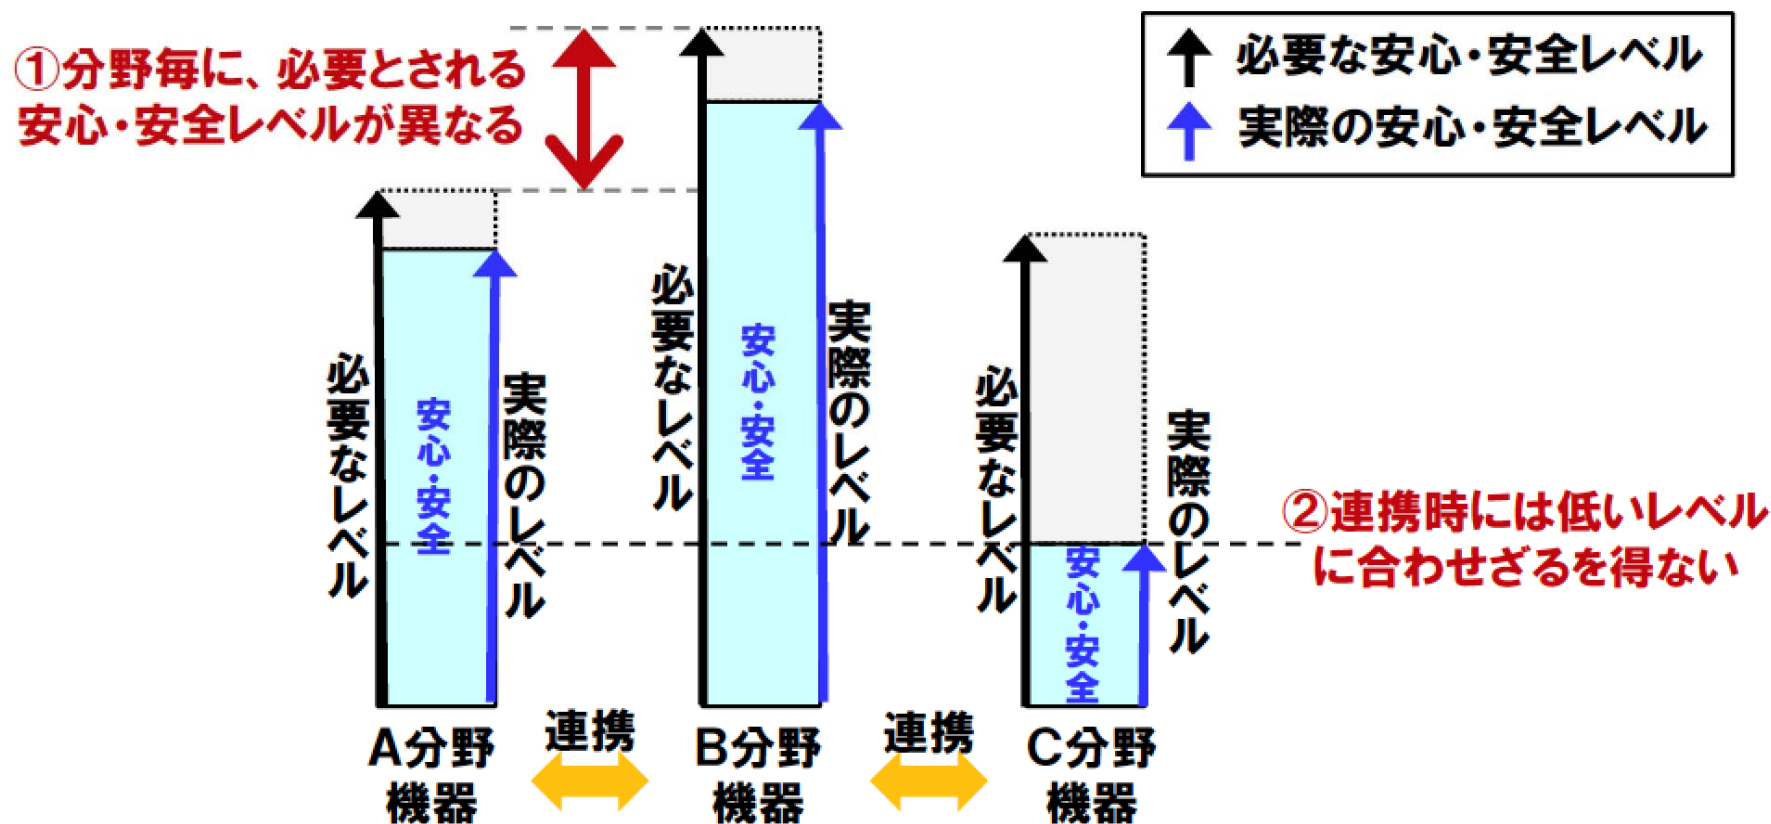 ①分野毎に、必要とされる
安心・安全レベルが異なる
必要な安心・安全レベル
実際の安心・安全レベル
必要なレベル
安心・安全
実際のレベル
必要なレベル
安心・安全
実際のレベル
必要なレベル
安心・安全
実際のレベル
②連携時には低いレベル
に合わせざるを得ない
A分野
機器
連携
B分野
機器
連携
C分野
機器